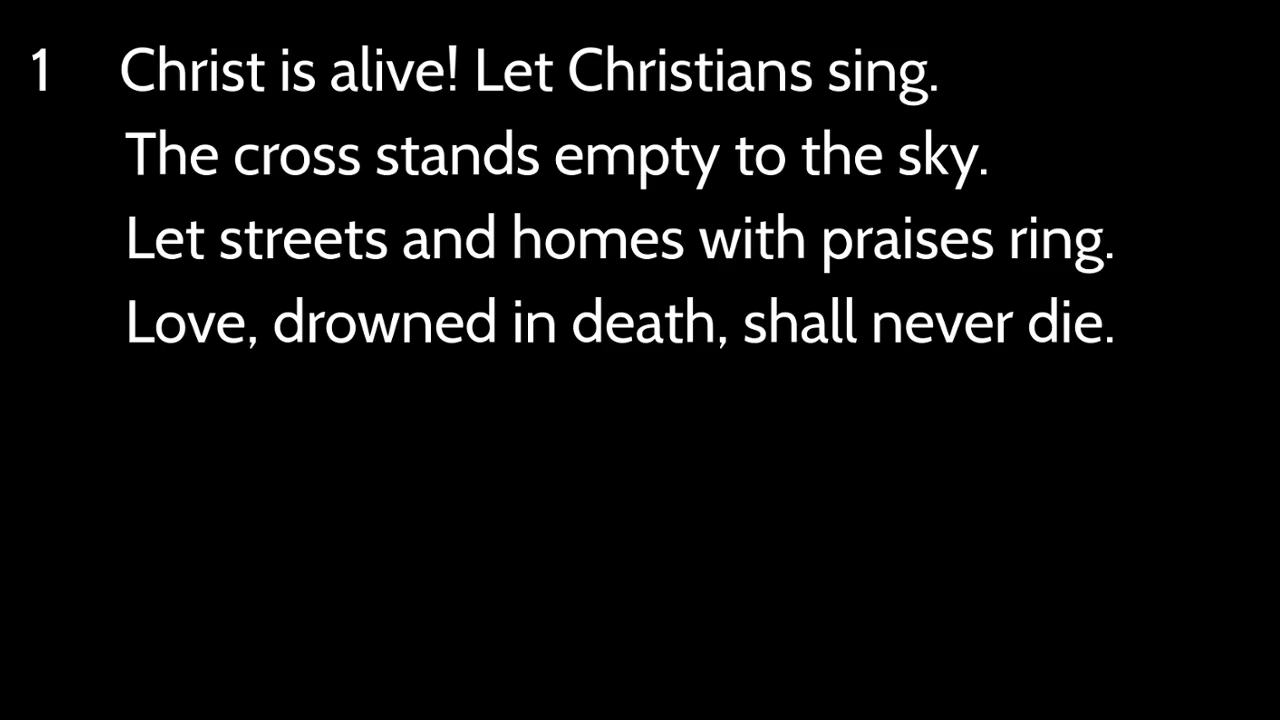 1 Christ is alive! Let Christians sing.
The cross stands empty to the sky.
Let streets and homes with praises ring.
Love, drowned in death, shall never die.